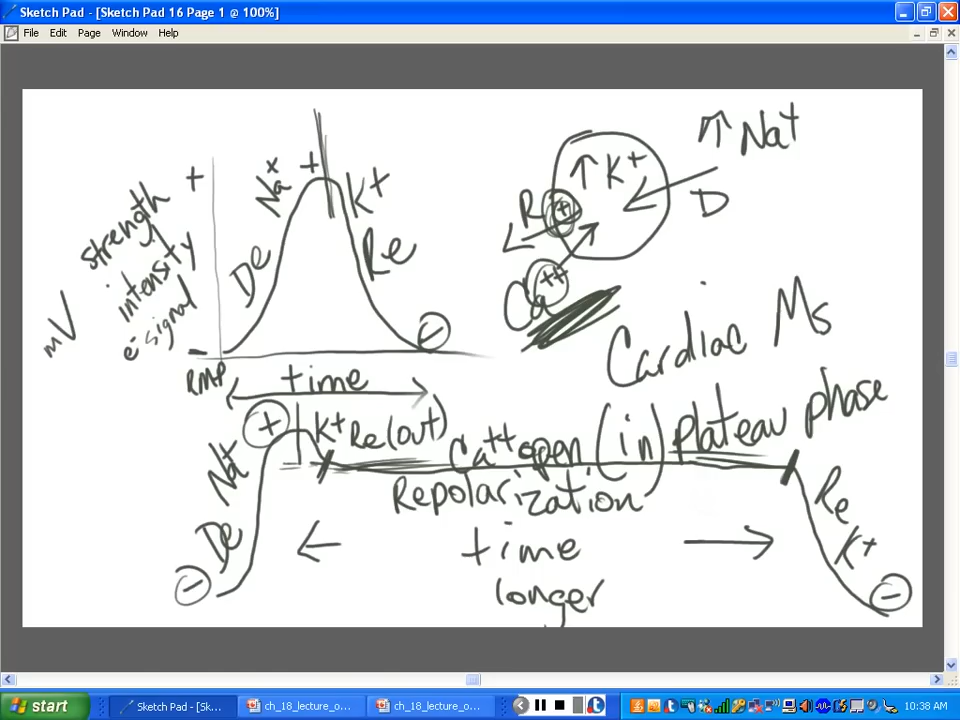 Sketch Pad - [Sketch Pad 16 Page 1 @ 100%]
File Edit Page Window Help
+
strength
intensity
e- signal
mV
-
RMP
Na+
+
K+
De
Re
-
time
↑ K+
↑ Na+
D
R
+
Ca++
Cardiac Ms
+
K+ Re (out)
Ca++ open (in) plateau phase
Na+
De
-
Repolarization
time
longer
Re
K+
-
start
Sketch Pad - [Sk...
ch_18_lecture_o...
ch_18_lecture_o...
10:38 AM